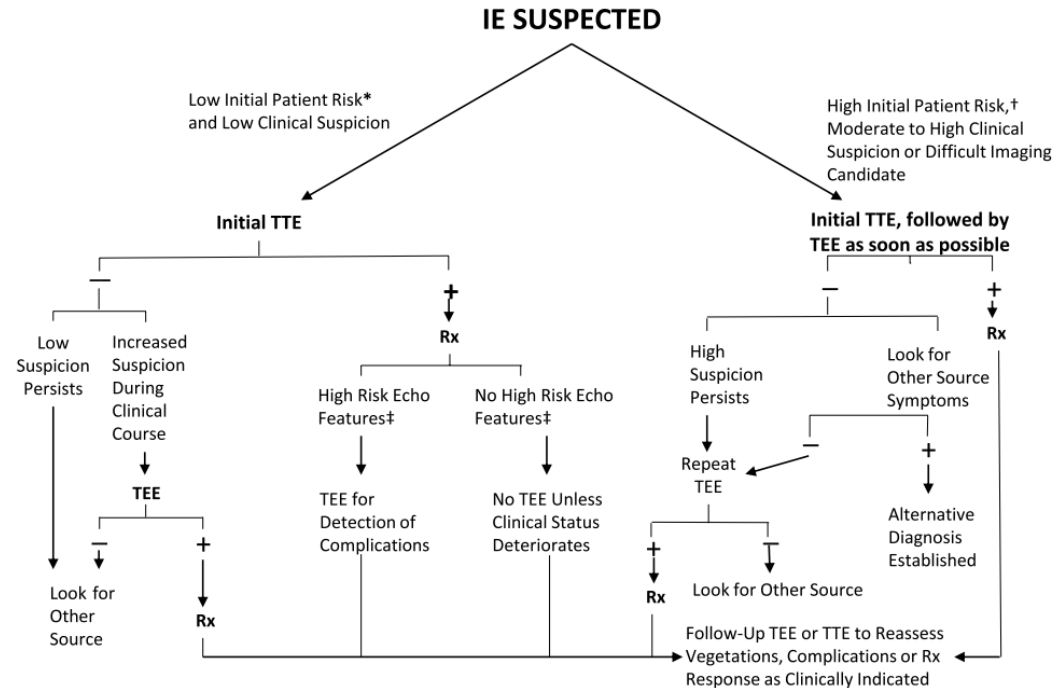 IE SUSPECTED
Low Initial Patient Risk*
and Low Clinical Suspicion
High Initial Patient Risk,†
Moderate to High Clinical
Suspicion or Difficult Imaging
Candidate
Initial TTE
Initial TTE, followed by
TEE as soon as possible
–
+
–
+
Low
Suspicion
Persists
Increased
Suspicion
During
Clinical
Course
Rx
High
Suspicion
Persists
Look for
Other Source
Symptoms
Rx
High Risk Echo
Features‡
No High Risk Echo
Features‡
–
+
TEE
TEE for
Detection of
Complications
No TEE Unless
Clinical Status
Deteriorates
Repeat
TEE
Alternative
Diagnosis
Established
–
+
+
–
Look for
Other
Source
Rx
Rx
Look for Other Source
Follow-Up TEE or TTE to Reassess
Vegetations, Complications or Rx
Response as Clinically Indicated